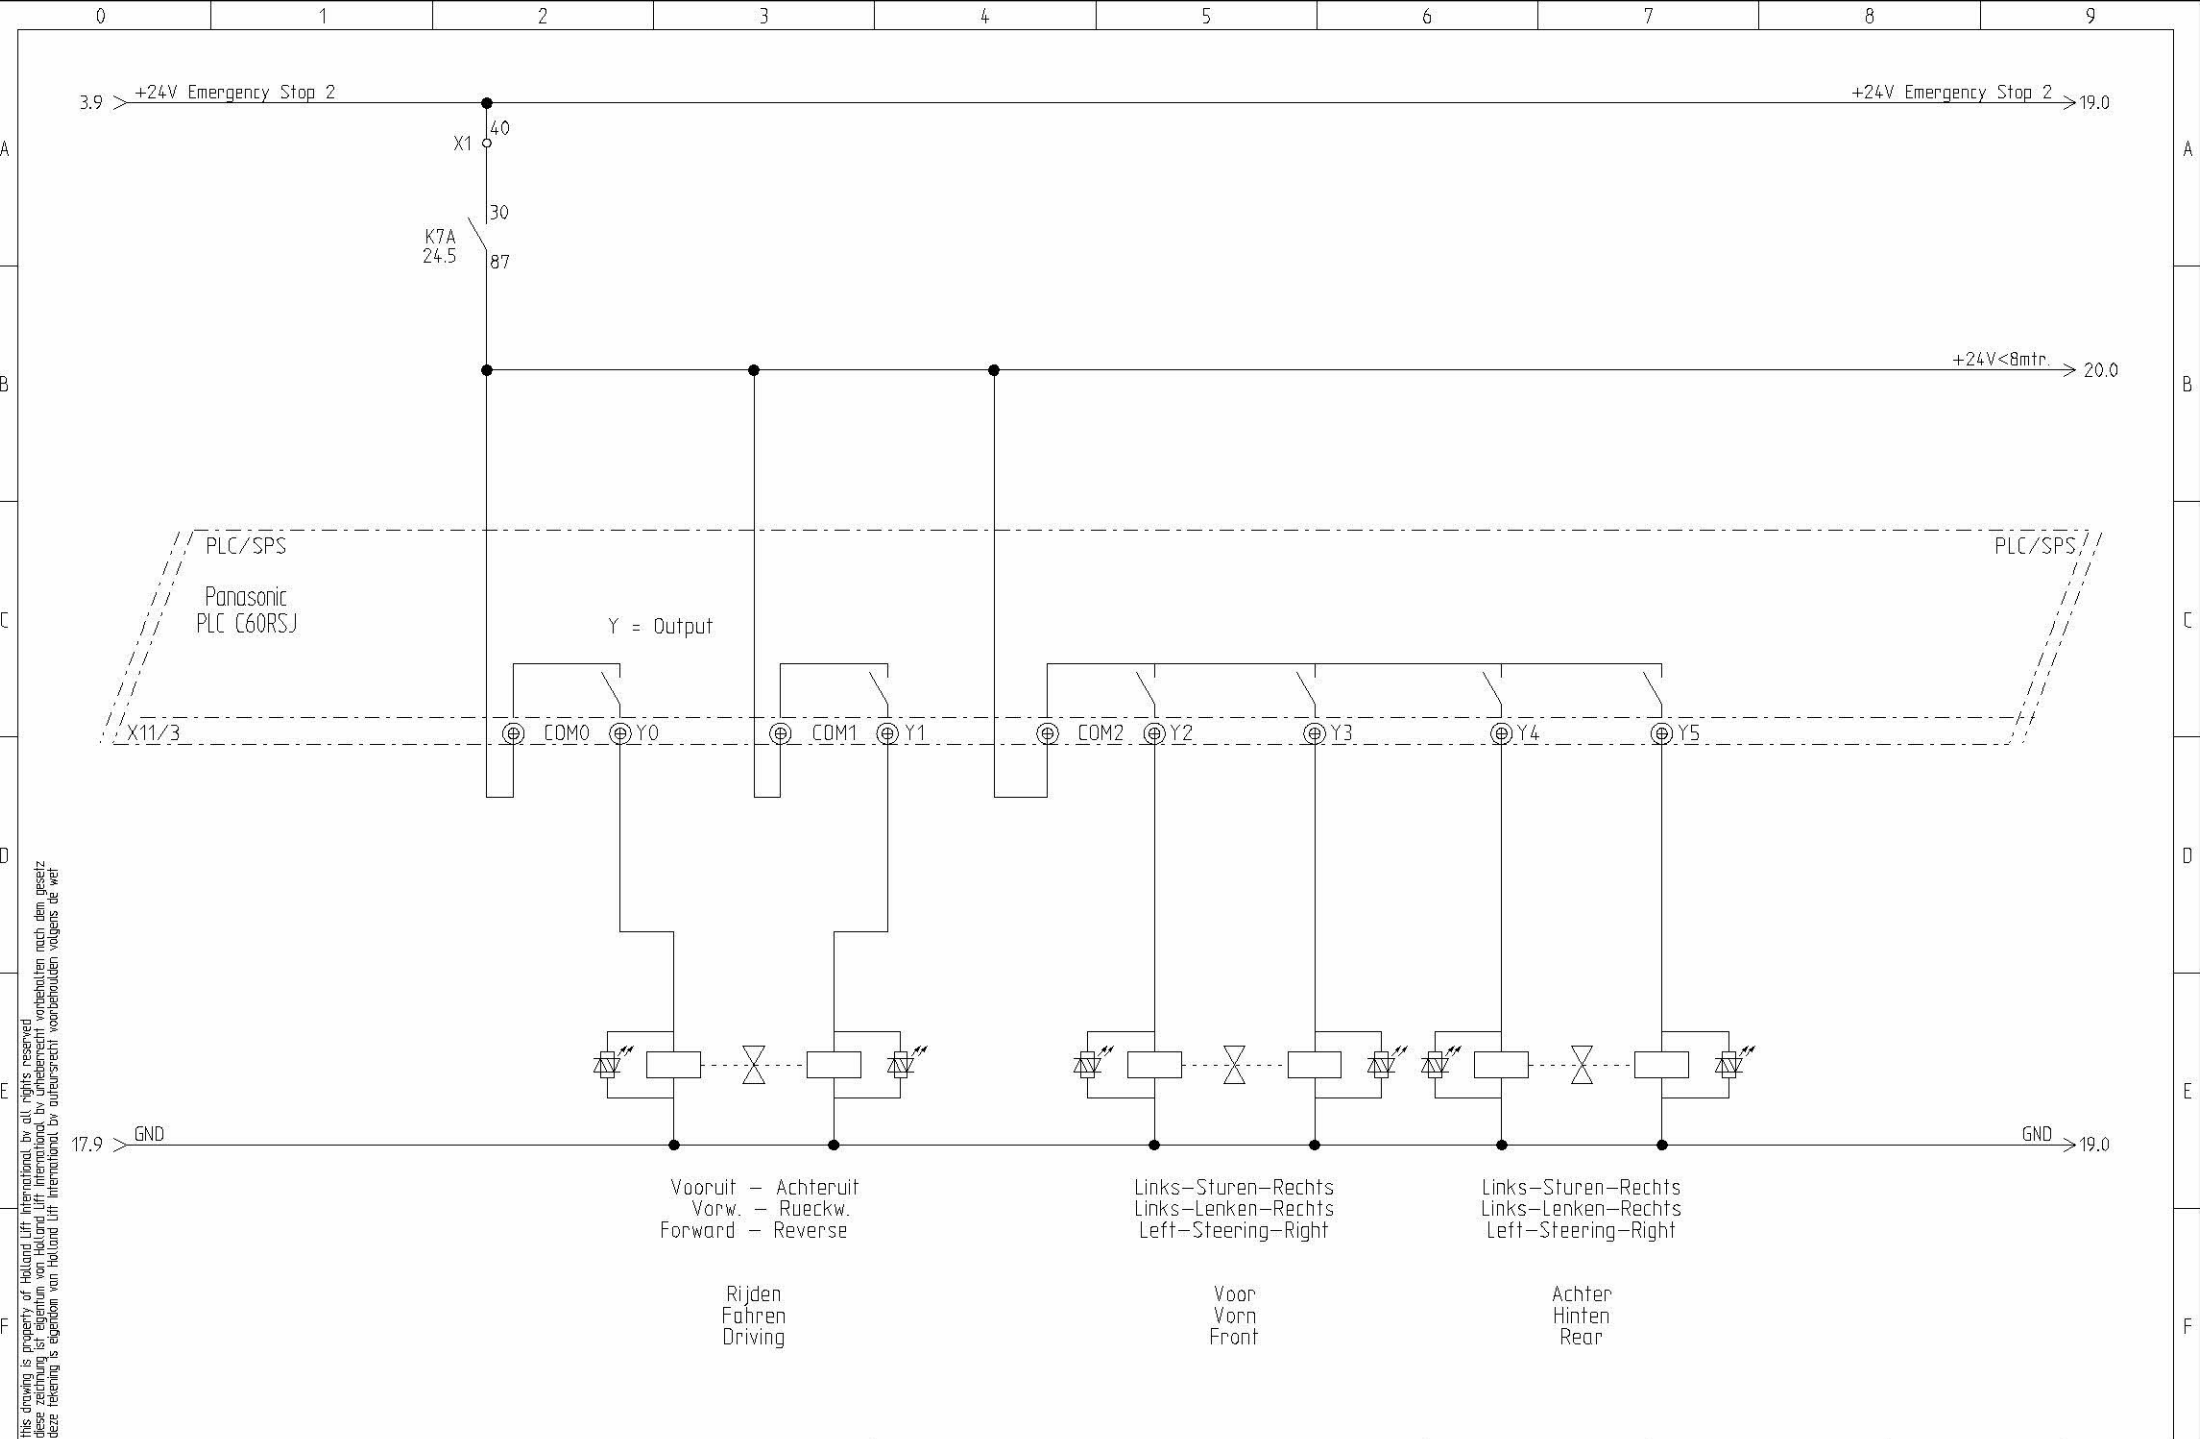 0 1 2 3 4 5 6 7 8 9
3.9 +24V Emergency Stop 2 +24V Emergency Stop 2 19.0
40
A X1 A
30
K7A
24.5
87
+24V<8mtr. 20.0
B B
PLC/SPS PLC/SPS
Panasonic
PLC C60RSJ
C Y = Output C
X11/3 COM0 Y0 COM1 Y1 COM2 Y2 Y3 Y4 Y5
D D
E E
17.9 GND GND 19.0
Vooruit - Achteruit
Vorw. - Rueckw.
Forward - Reverse
Links-Sturen-Rechts
Links-Lenken-Rechts
Left-Steering-Right
Links-Sturen-Rechts
Links-Lenken-Rechts
Left-Steering-Right
Rijden
Fahren
Driving
Voor
Vorn
Front
Achter
Hinten
Rear
F F
this drawing is property of Holland Lift International bv all rights reserved
diese zeichnung ist eigentum von Holland Lift International bv urheberrecht vorbehalten nach dem gesetz
deze tekening is eigendom van Holland Lift International bv auteursrecht voorbehouden volgens de wet